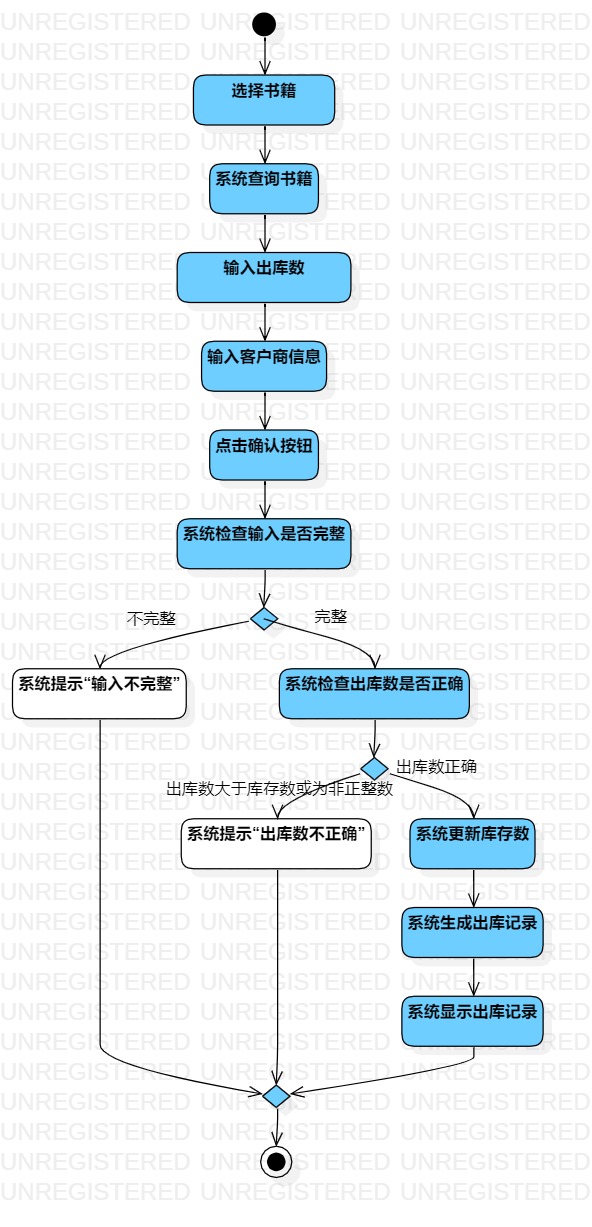 选择书籍
系统查询书籍
输入出库数
输入客户商信息
点击确认按钮
系统检查输入是否完整
不完整
完整
系统提示“输入不完整”
系统检查出库数是否正确
出库数正确
出库数大于库存数或为非正整数
系统提示“出库数不正确”
系统更新库存数
系统生成出库记录
系统显示出库记录
UNREGISTERED